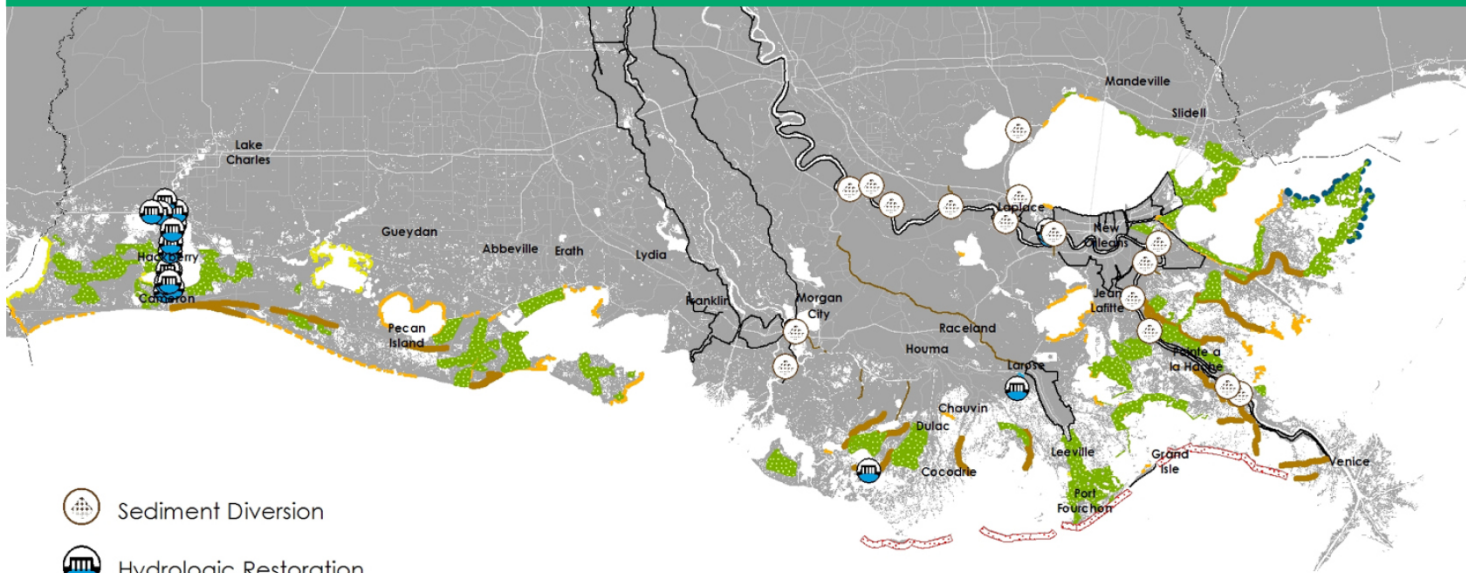 Mandeville
Slidell
Lake
Charles
Laplace
Gueydan
New
Orleans
Abbeville
Erath
Lydia
Hackberry
Cameron
Franklin
Morgan
City
Jean
Lafitte
Pecan
Island
Raceland
Houma
Larose
Pointe a
la Hache
Chauvin
Dulac
Leeville
Grand
Isle
Venice
Cocodrie
Port
Fourchon
Sediment Diversion
Hydrologic Restoration